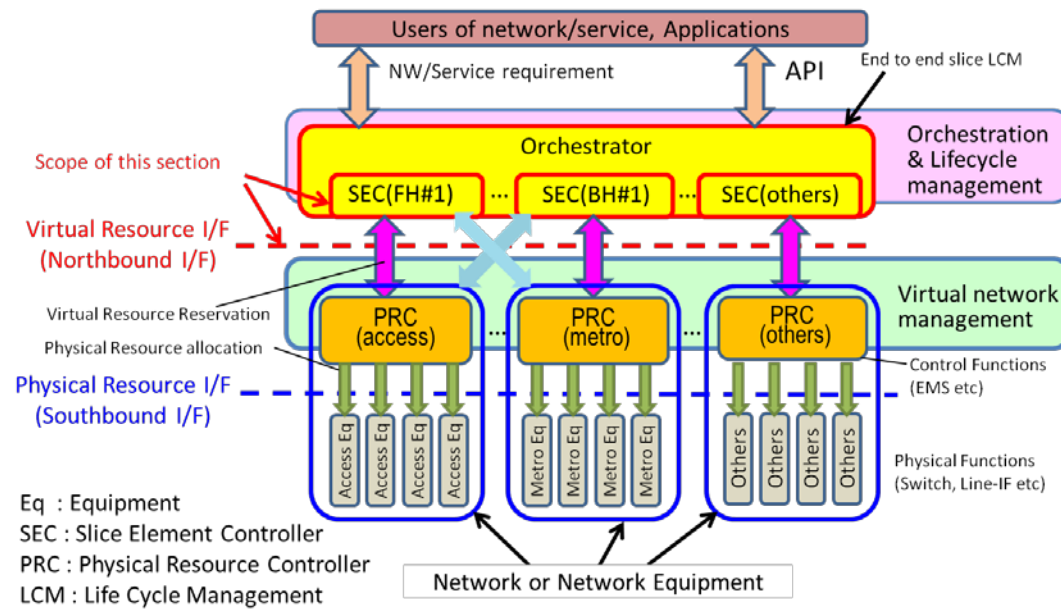 Users of network/service, Applications
NW/Service requirement
API
End to end slice LCM
Orchestrator
Orchestration
& Lifecycle
management
Scope of this section
SEC(FH#1)
...
SEC(BH#1)
...
SEC(others)
Virtual Resource I/F
(Northbound I/F)
Virtual network
management
Virtual Resource Reservation
PRC
(access)
...
PRC
(metro)
...
PRC
(others)
Physical Resource allocation
Control Functions
(EMS etc)
Physical Resource I/F
(Southbound I/F)
Access Eq
Access Eq
Access Eq
Access Eq
Metro Eq
Metro Eq
Metro Eq
Metro Eq
Others
Others
Others
Others
Physical Functions
(Switch, Line-IF etc)
Eq : Equipment
SEC : Slice Element Controller
PRC : Physical Resource Controller
LCM : Life Cycle Management
Network or Network Equipment